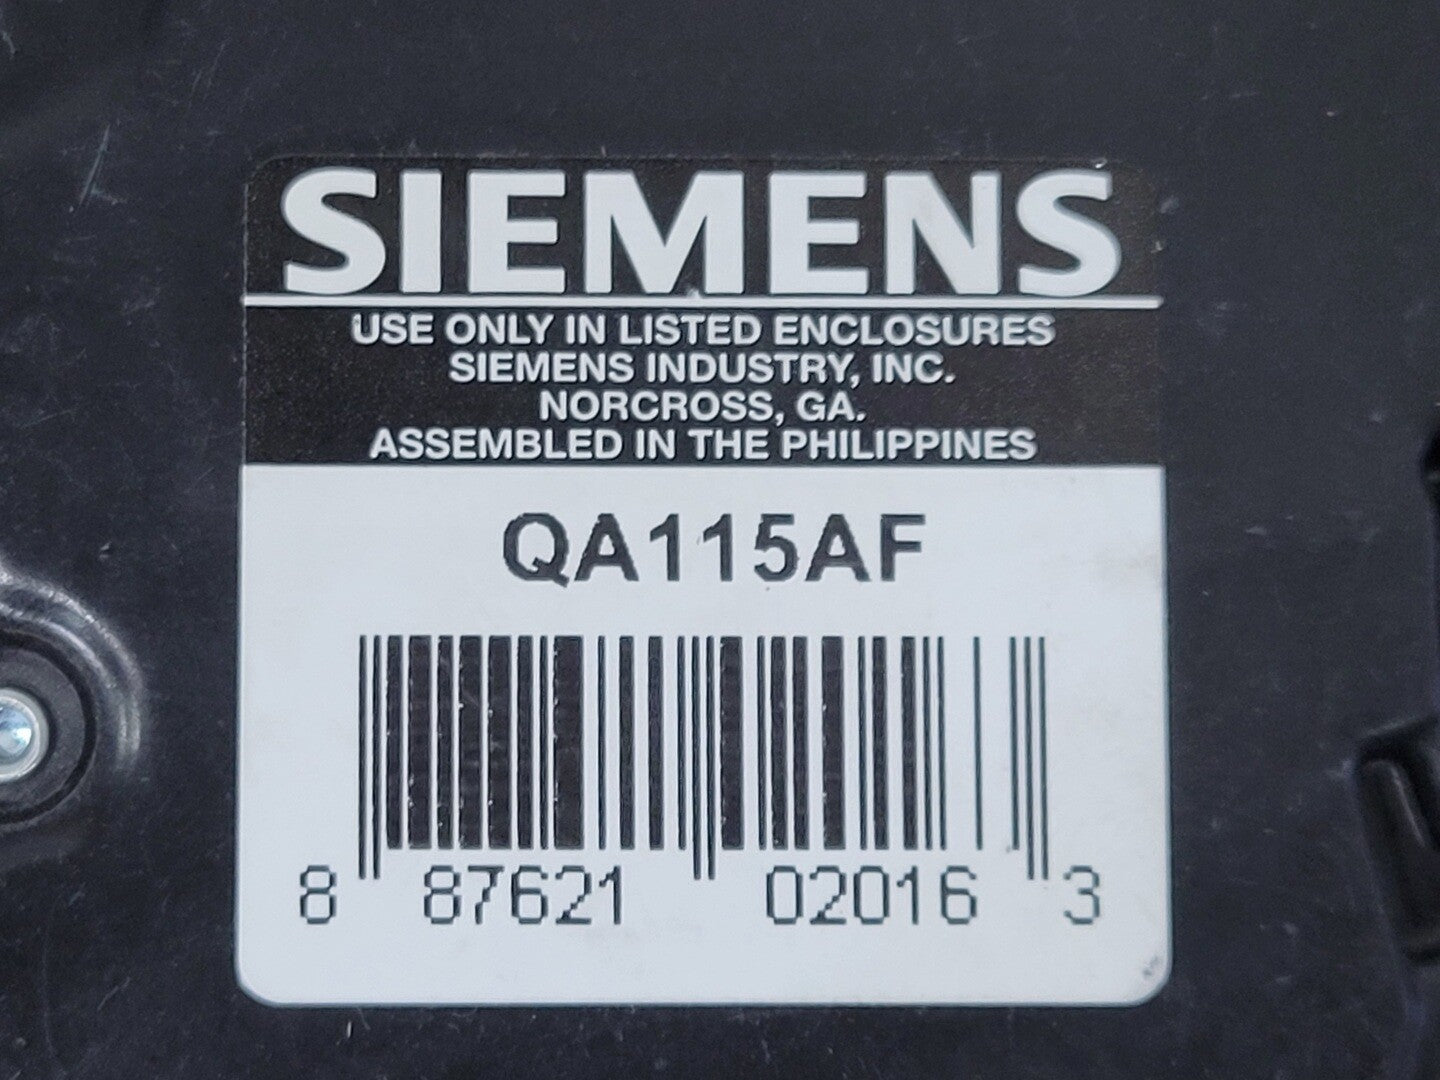 SIEMENS
USE ONLY IN LISTED ENCLOSURES
SIEMENS INDUSTRY, INC.
NORCROSS, GA.
ASSEMBLED IN THE PHILIPPINES
QA115AF
8 87621 02016 3